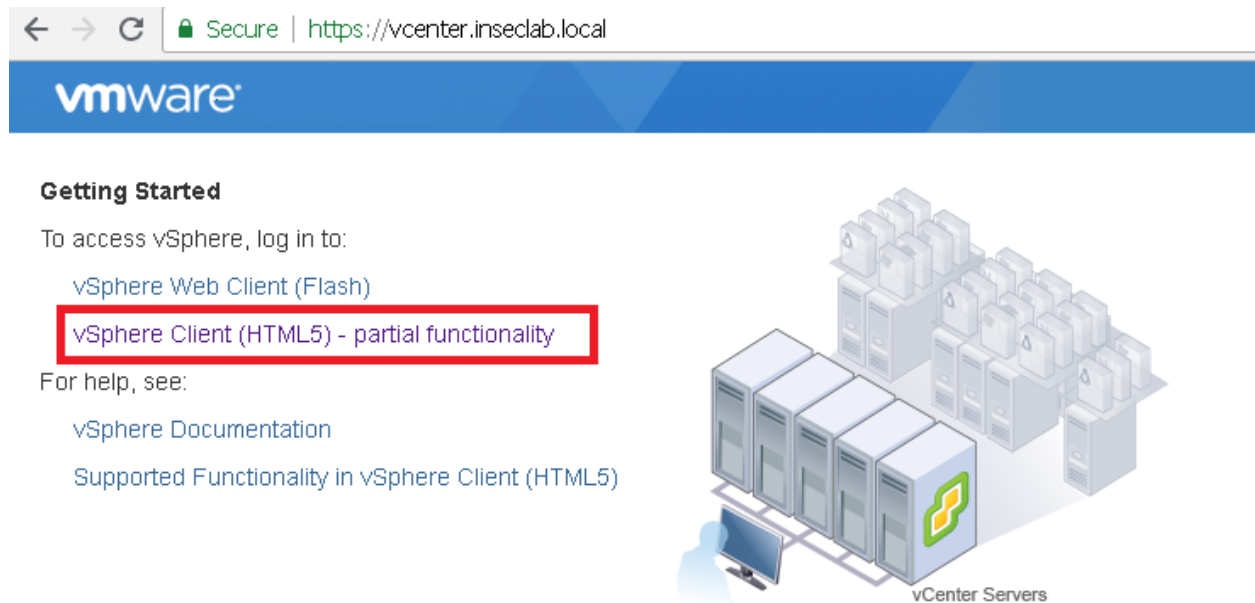 Secure | https://vcenter.inseclab.local
vmware
Getting Started
To access vSphere, log in to:
vSphere Web Client (Flash)
vSphere Client (HTML5) - partial functionality
For help, see:
vSphere Documentation
Supported Functionality in vSphere Client (HTML5)
vCenter Servers